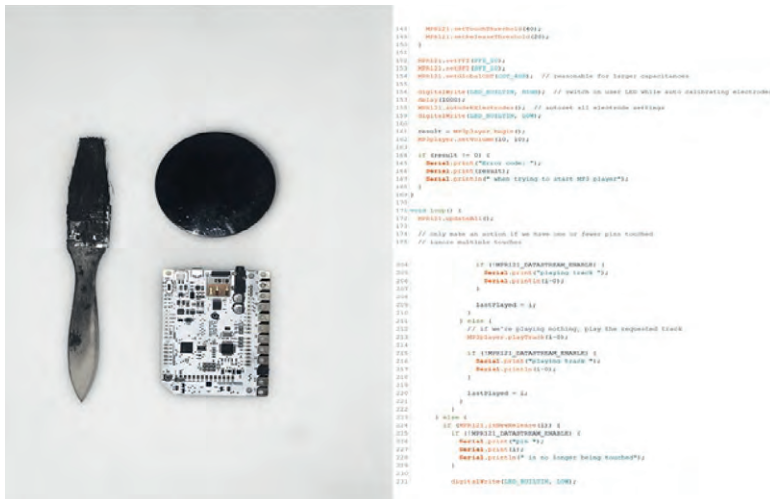 MPR121.setTouchThreshold(60);
MPR121.setReleaseThreshold(20);
}
MPR121.setFFI(FFI_10);
MPR121.setSFI(SFI_10);
MPR121.setGlobalCDT(CDT_4US); // reasonable for larger capacitances
digitalWrite(LED_BUILTIN, HIGH); // switch on user LED while auto calibrating electrodes
delay(1000);
MPR121.autoSetElectrodes(); // autoset all electrode settings
digitalWrite(LED_BUILTIN, LOW);
result = MP3player.begin();
MP3player.setVolume(10, 10);
if (result != 0) {
Serial.print("Error code: ");
Serial.print(result);
Serial.println(" when trying to start MP3 player");
}
}
void loop() {
MPR121.updateAll();
// only make an action if we have one or fewer pins touched
// ignore multiple touches
if (!MPR121_DATASTREAM_ENABLE) {
Serial.print("playing track ");
Serial.println(i-0);
}
lastPlayed = i;
}
} else {
// if we're playing nothing, play the requested track
MP3player.playTrack(i-0);
if (!MPR121_DATASTREAM_ENABLE) {
Serial.print("playing track ");
Serial.println(i-0);
}
lastPlayed = i;
}
}
} else {
if (MPR121.isNewRelease(i)) {
if (!MPR121_DATASTREAM_ENABLE) {
Serial.print("pin ");
Serial.print(i);
Serial.println(" is no longer being touched");
}
digitalWrite(LED_BUILTIN, LOW);